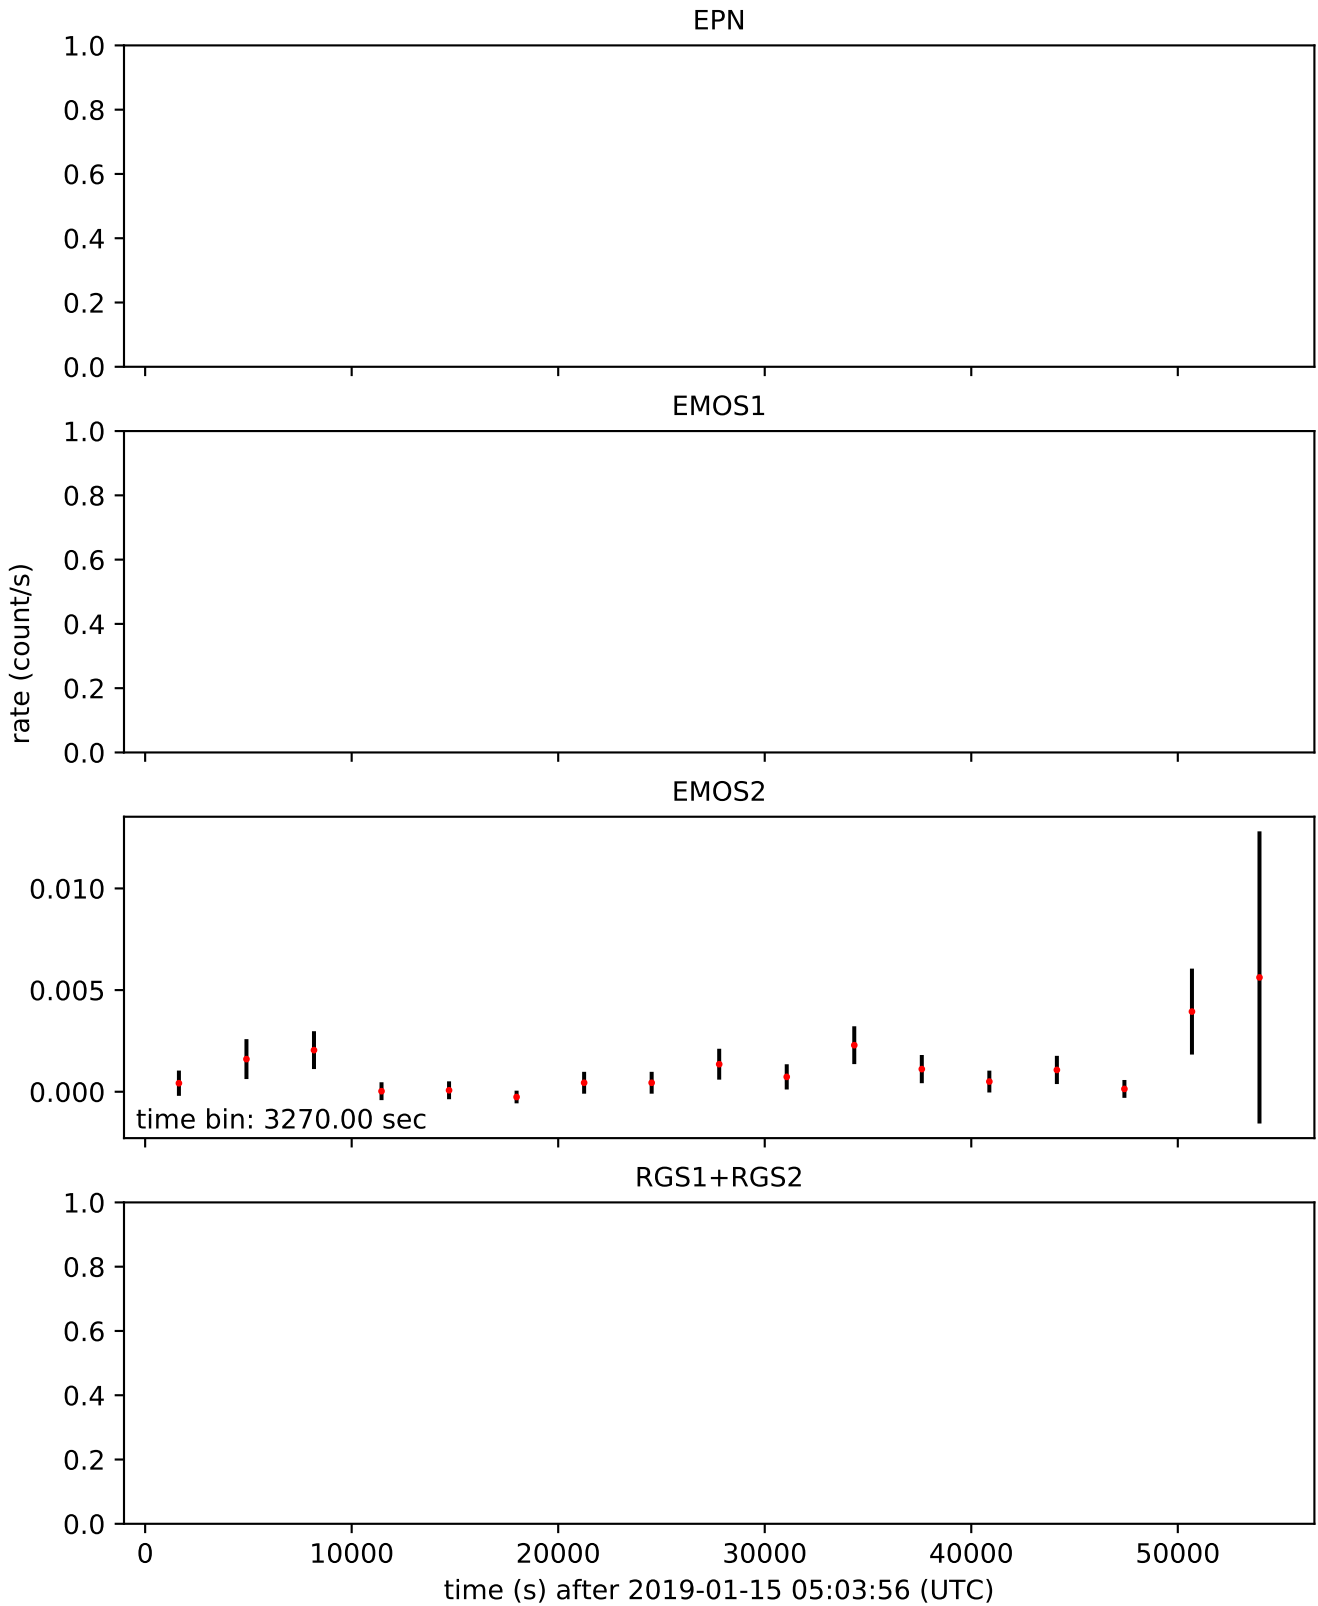 EPN
1.0
0.8
0.6
0.4
0.2
0.0
EMOS1
1.0
0.8
0.6
0.4
0.2
0.0
rate (count/s)
EMOS2
0.010
0.005
0.000
time bin: 3270.00 sec
RGS1+RGS2
1.0
0.8
0.6
0.4
0.2
0.0
0 10000 20000 30000 40000 50000
time (s) after 2019-01-15 05:03:56 (UTC)